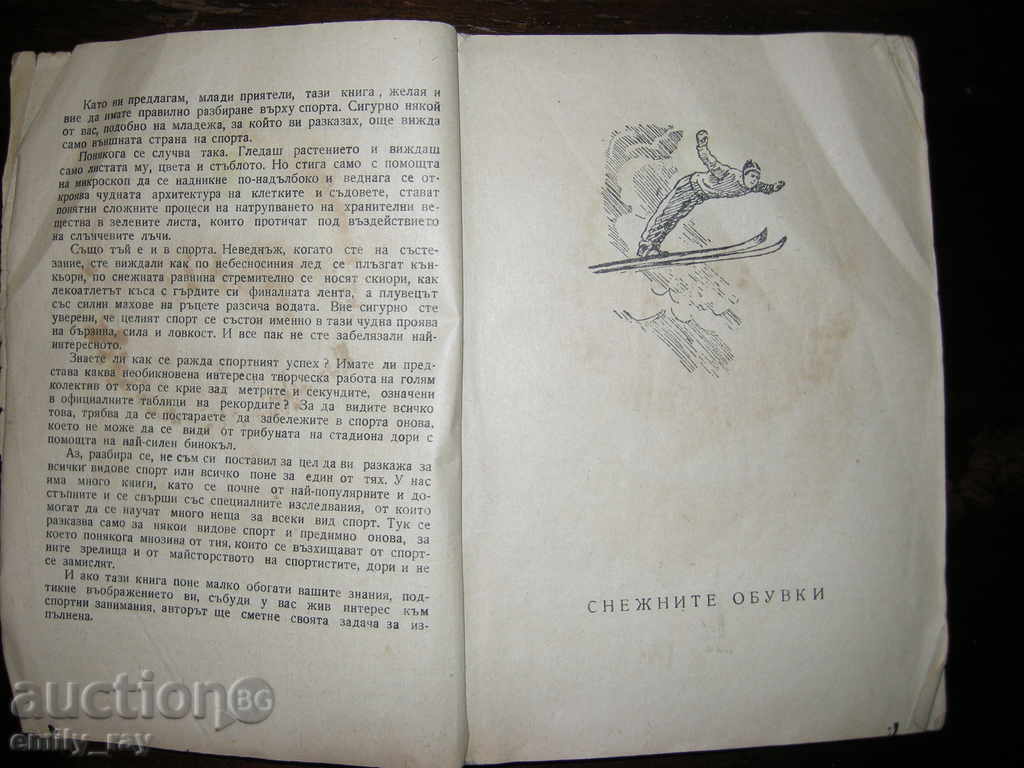 Като ви предлагам, млади приятели, тази книга, желая и
вие да имате правилно разбиране върху спорта. Сигурно някой
от вас, подобно на младежа, за който ви разказах, още вижда
само външната страна на спорта.
Понякога се случва така. Гледаш растението и виждаш
само листата му, цвета и стъблото. Но стига само с помощта
на микроскоп да се надникне по-надълбоко и веднага се от-
кроява чудната архитектура на клетките и съдовете, стават
понятни сложните процеси на натрупването на хранителни ве-
щества в зелените листа, които протичат под въздействието
на слънчевите лъчи.
Също тъй е и в спорта. Неведнъж, когато сте на състе-
зание, сте виждали как по небесносиния лед се плъзгат кън-
кьори, по снежната равнина стремително се носят скиори, как
лекоатлетът къса с гърдите си финалната лента, а плувецът
със силни махове на ръцете разсича водата. Вие сигурно сте
уверени, че целият спорт се състои именно в тази чудна проява
на бързина, сила и ловкост. И все пак не сте забелязали най-
интересното.
Знаете ли как се ражда спортният успех? Имате ли пред-
става каква необикновена интересна творческа работа на голям
колектив от хора се крие зад метрите и секундите, означени
в официалните таблици на рекордите? За да видите всичко
това, трябва да се постараете да забележите в спорта онова,
което не може да се види от трибуната на стадиона дори с
помощта на най-силен бинокъл.
Аз, разбира се, не съм си поставил за цел да ви разкажа за
всички видове спорт или всичко поне за един от тях. У нас
има много книги, като се почне от най-популярните и до-
стъпните и се свърши със специалните изследвания, от които
могат да се научат много неща за всеки вид спорт. Тук се
разказва само за някои видове спорт и предимно онова, за
което понякога мнозина от тия, които се възхищават от спорт-
ните зрелища и от майсторството на спортистите, дори и не
се замислят.
И ако тази книга поне малко обогати вашите знания, под-
тикне въображението ви, събуди у вас жив интерес към
спортни занимания, авторът ще сметне своята задача за из-
пълнена.
СНЕЖНИТЕ ОБУВКИ
auction BG
emily_ray